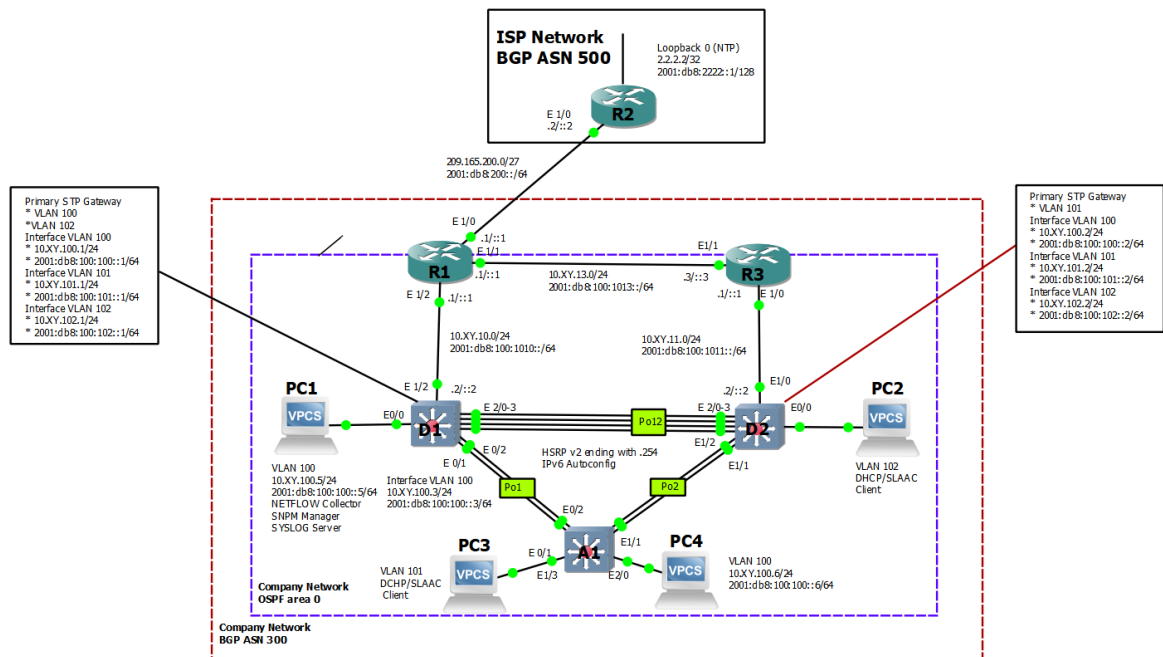 ISP Network
BGP ASN 500
Loopback 0 (NTP)
2.2.2.2/32
2001:db8:2222::1/128
R2
E 1/0
.2/::2
209.165.200.0/27
2001:db8:200::/64
Primary STP Gateway
* VLAN 100
*VLAN 102
Interface VLAN 100
* 10.XY.100.1/24
* 2001:db8:100:100::1/64
Interface VLAN 101
* 10.XY.101.1/24
* 2001:db8:100:101::1/64
Interface VLAN 102
* 10.XY.102.1/24
* 2001:db8:100:102::1/64
Primary STP Gateway
* VLAN 101
Interface VLAN 100
* 10.XY.100.2/24
* 2001:db8:100:100::2/64
Interface VLAN 101
* 10.XY.101.2/24
* 2001:db8:100:101::2/64
Interface VLAN 102
* 10.XY.102.2/24
* 2001:db8:100:102::2/64
E 1/0
.1/::1
E 1/1
.1/::1
R1
E 1/2
.1/::1
10.XY.13.0/24
2001:db8:100:1013::/64
E1/1
.3/::3
R3
.1/::1
E 1/0
10.XY.10.0/24
2001:db8:100:1010::/64
10.XY.11.0/24
2001:db8:100:1011::/64
E 1/2
.2/::2
E1/0
.2/::2
PC1
VPCS
E0/0
D1
E 2/0-3
Po12
E 2/0-3
D2
E0/0
PC2
VPCS
E 0/2
E 0/1
HSRP v2 ending with .254
IPv6 Autoconfig
E1/2
E1/1
VLAN 100
10.XY.100.5/24
2001:db8:100:100::5/64
NETFLOW Collector
SNPM Manager
SYSLOG Server
Interface VLAN 100
10.XY.100.3/24
2001:db8:100:100::3/64
VLAN 102
DHCP/SLAAC
Client
Po1
Po2
E0/2
E1/1
A1
E 0/1
E1/3
E2/0
PC3
VPCS
VLAN 101
DCHP/SLAAC
Client
PC4
VPCS
VLAN 100
10.XY.100.6/24
2001:db8:100:100::6/64
Company Network
OSPF area 0
Company Network
BGP ASN 300